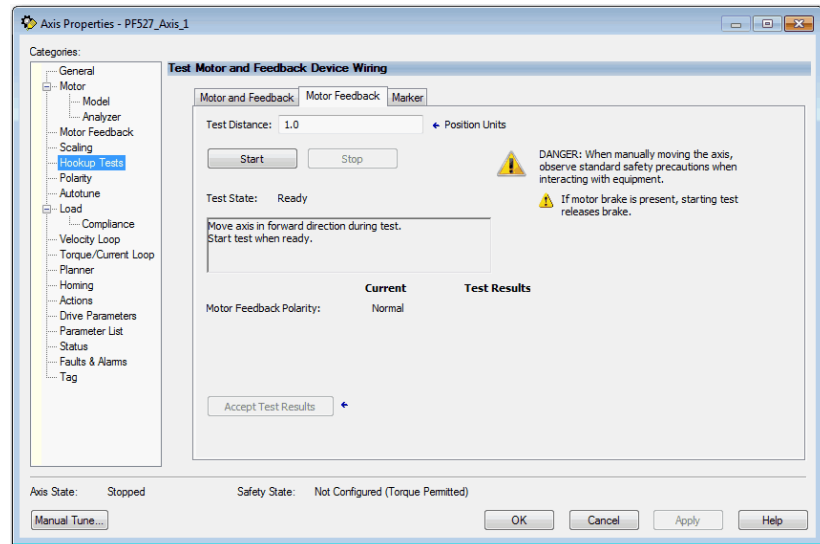 Axis Properties - PF527_Axis_1
Categories:
General
Motor
Model
Analyzer
Motor Feedback
Scaling
Hookup Tests
Polarity
Autotune
Load
Compliance
Velocity Loop
Torque/Current Loop
Planner
Homing
Actions
Drive Parameters
Parameter List
Status
Faults & Alarms
Tag
Test Motor and Feedback Device Wiring
Motor and Feedback Motor Feedback Marker
Test Distance: 1.0 Position Units
Start Stop
DANGER: When manually moving the axis,
observe standard safety precautions when
interacting with equipment.
If motor brake is present, starting test
releases brake.
Test State: Ready
Move axis in forward direction during test.
Start test when ready.
Current Test Results
Motor Feedback Polarity: Normal
Accept Test Results
Axis State: Stopped Safety State: Not Configured (Torque Permitted)
Manual Tune... OK Cancel Apply Help